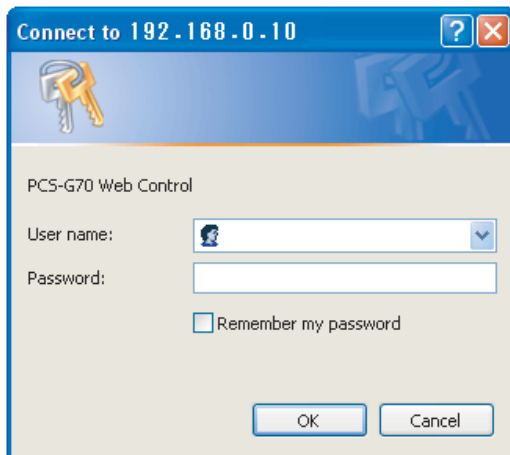 Connect to 192.168.0.10
PCS-G70 Web Control
User name:
Password:
Remember my password
OK
Cancel